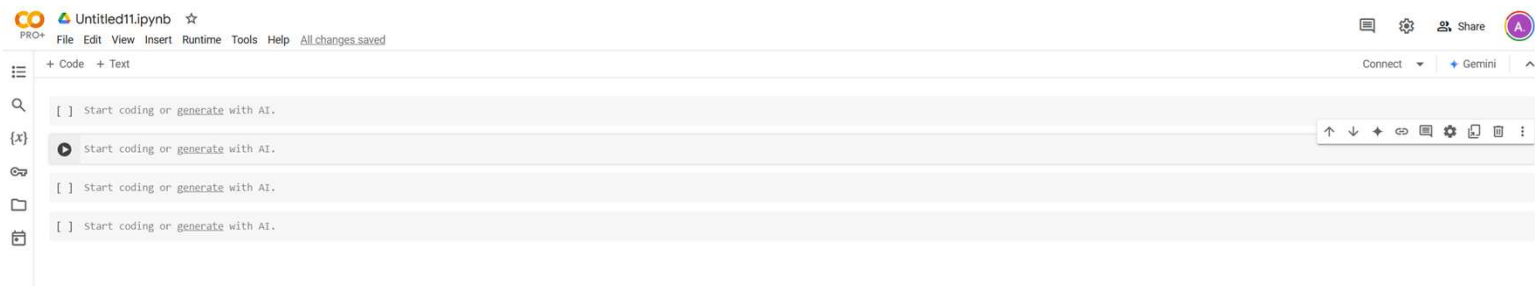 CO Untitled11.ipynb
PRO+ File Edit View Insert Runtime Tools Help All changes saved
Share A.
+ Code + Text
Connect Gemini
[ ] Start coding or generate with AI.
{x}
Start coding or generate with AI.
[ ] Start coding or generate with AI.
[ ] Start coding or generate with AI.